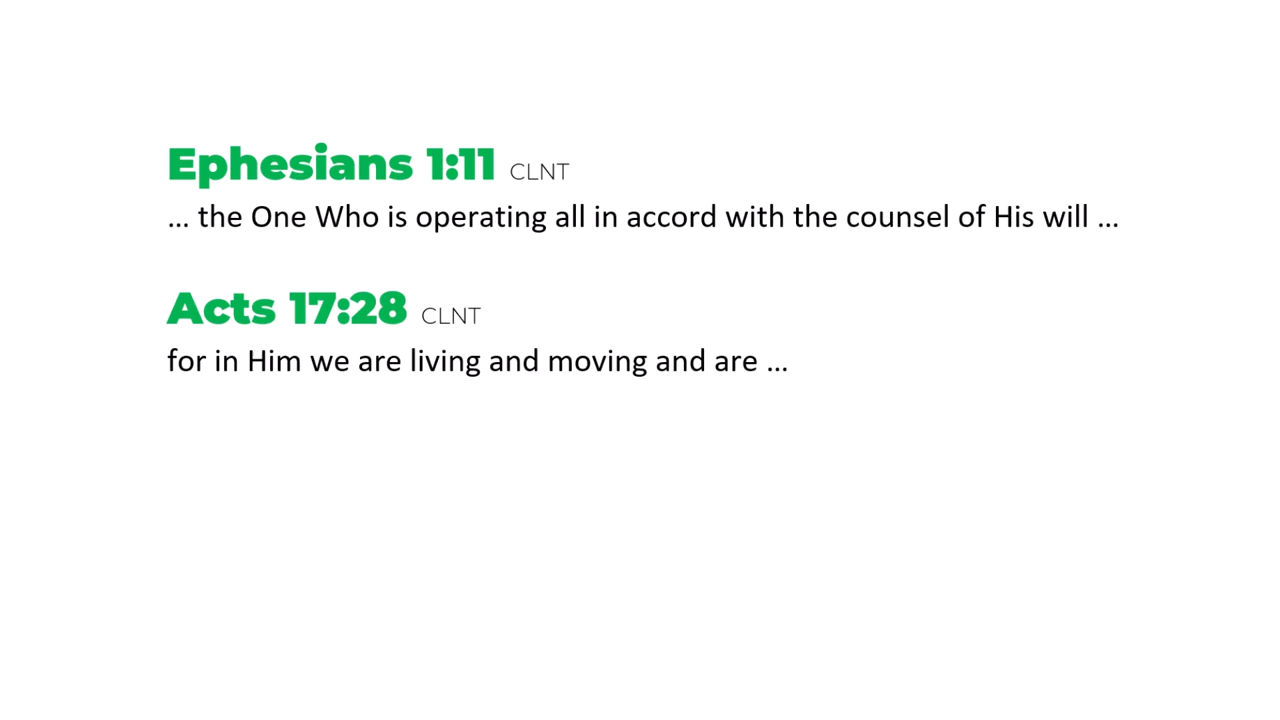 Ephesians 1:11 CLNT
... the One Who is operating all in accord with the counsel of His will ...
Acts 17:28 CLNT
for in Him we are living and moving and are ...